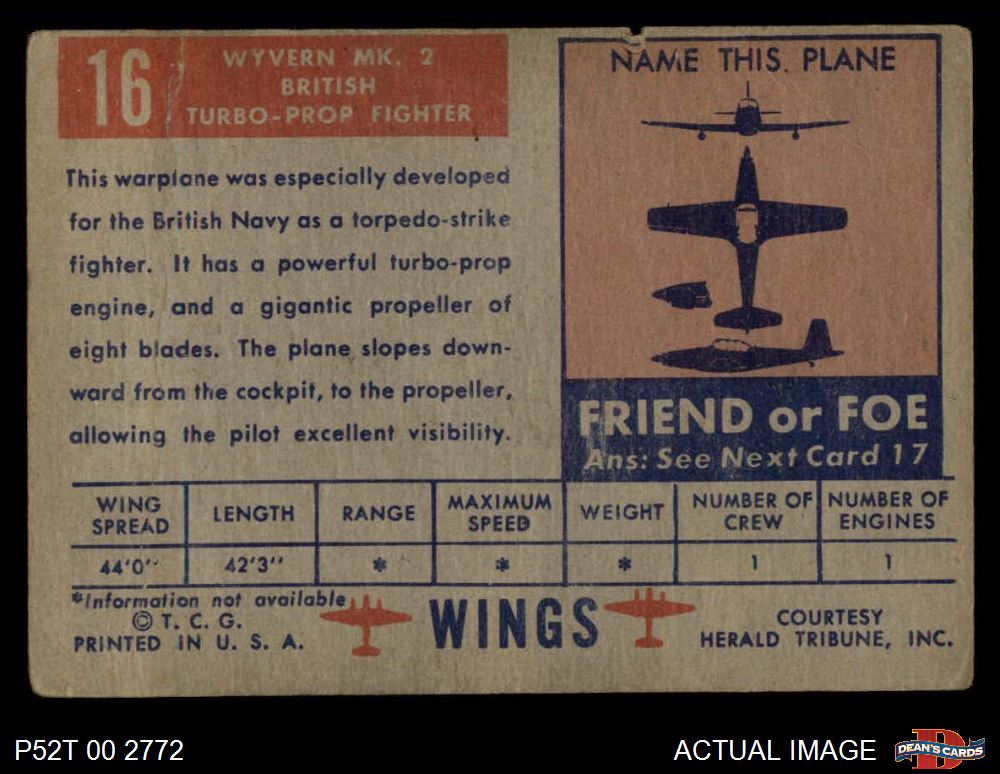 16
WYVERN MK. 2
BRITISH
TURBO-PROP FIGHTER
This warplane was especially developed
for the British Navy as a torpedo-strike
fighter. It has a powerful turbo-prop
engine, and a gigantic propeller of
eight blades. The plane slopes down-
ward from the cockpit, to the propeller,
allowing the pilot excellent visibility.
NAME THIS PLANE
FRIEND or FOE
Ans: See Next Card 17
WING SPREAD LENGTH RANGE MAXIMUM SPEED WEIGHT NUMBER OF CREW NUMBER OF ENGINES
44'0'' 42'3'' * * * 1 1
*Information not available
© T. C. G.
PRINTED IN U. S. A.
WINGS
COURTESY
HERALD TRIBUNE, INC.
P52T 00 2772
ACTUAL IMAGE
D
DEAN'S CARDS